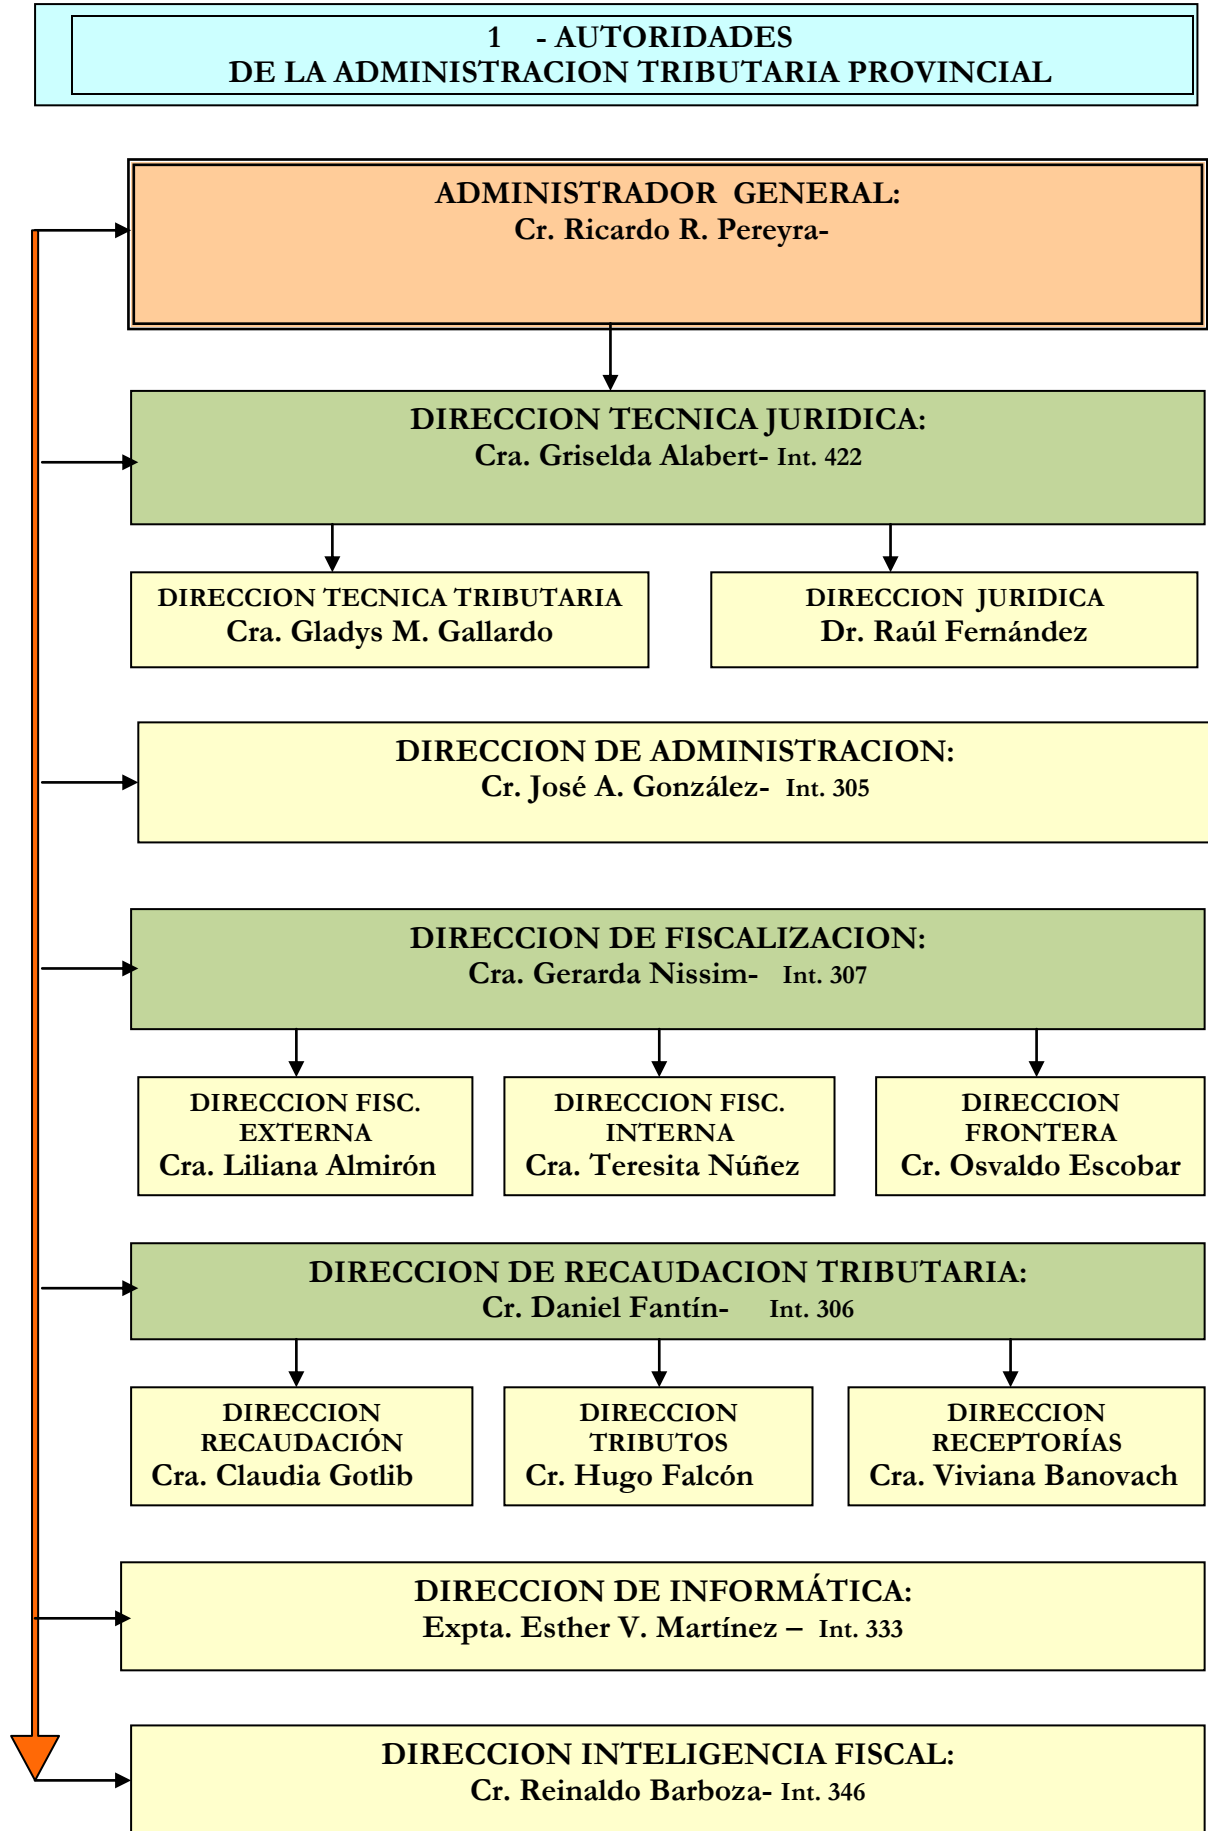 1 - AUTORIDADES
DE LA ADMINISTRACION TRIBUTARIA PROVINCIAL
ADMINISTRADOR GENERAL:
Cr. Ricardo R. Pereyra-
DIRECCION TECNICA JURIDICA:
Cra. Griselda Alabert- Int. 422
DIRECCION TECNICA TRIBUTARIA
Cra. Gladys M. Gallardo
DIRECCION JURIDICA
Dr. Raúl Fernández
DIRECCION DE ADMINISTRACION:
Cr. José A. González- Int. 305
DIRECCION DE FISCALIZACION:
Cra. Gerarda Nissim- Int. 307
DIRECCION FISC.
EXTERNA
Cra. Liliana Almirón
DIRECCION FISC.
INTERNA
Cra. Teresita Núñez
DIRECCION
FRONTERA
Cr. Osvaldo Escobar
DIRECCION DE RECAUDACION TRIBUTARIA:
Cr. Daniel Fantín- Int. 306
DIRECCION
RECAUDACIÓN
Cra. Claudia Gotlib
DIRECCION
TRIBUTOS
Cr. Hugo Falcón
DIRECCION
RECEPTORÍAS
Cra. Viviana Banovach
DIRECCION DE INFORMÁTICA:
Expta. Esther V. Martínez – Int. 333
DIRECCION INTELIGENCIA FISCAL:
Cr. Reinaldo Barboza- Int. 346